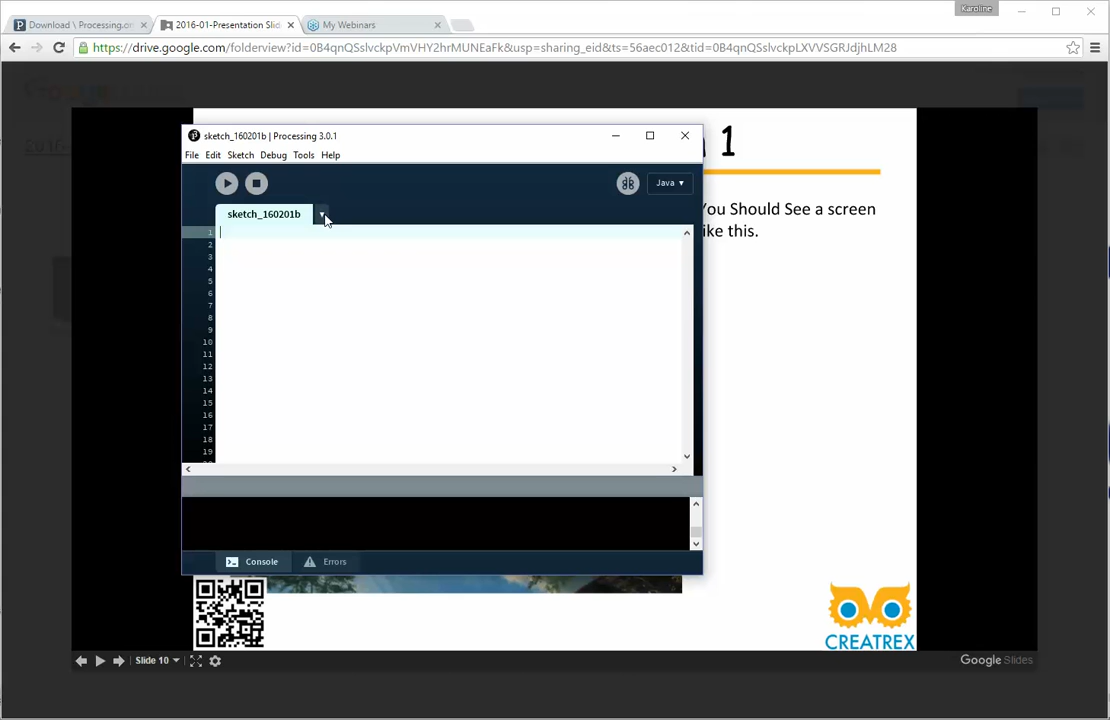 Karoline
Download \ Processing.or
2016-01-Presentation Slid
My Webinars
https://drive.google.com/folderview?id=0B4qnQSslvckpVmVHY2hrMUNEaFk&usp=sharing_eid&ts=56aec012&tid=0B4qnQSslvckpLXVVSGRJdjhLM28
1
sketch_160201b | Processing 3.0.1
File Edit Sketch Debug Tools Help
Java
sketch_160201b
You Should See a screen
like this.
1
2
3
4
5
6
7
8
9
10
11
12
13
14
15
16
17
18
19
Console
Errors
CREATREX
Slide 10
Google Slides